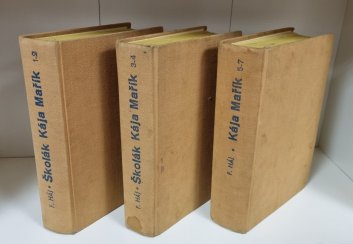 F. HÁJ • Školák Kája Mařík 1-2
F. HÁJ • Školák Kája Mařík 3-4
F. HÁJ • Kája Mařík 5-7